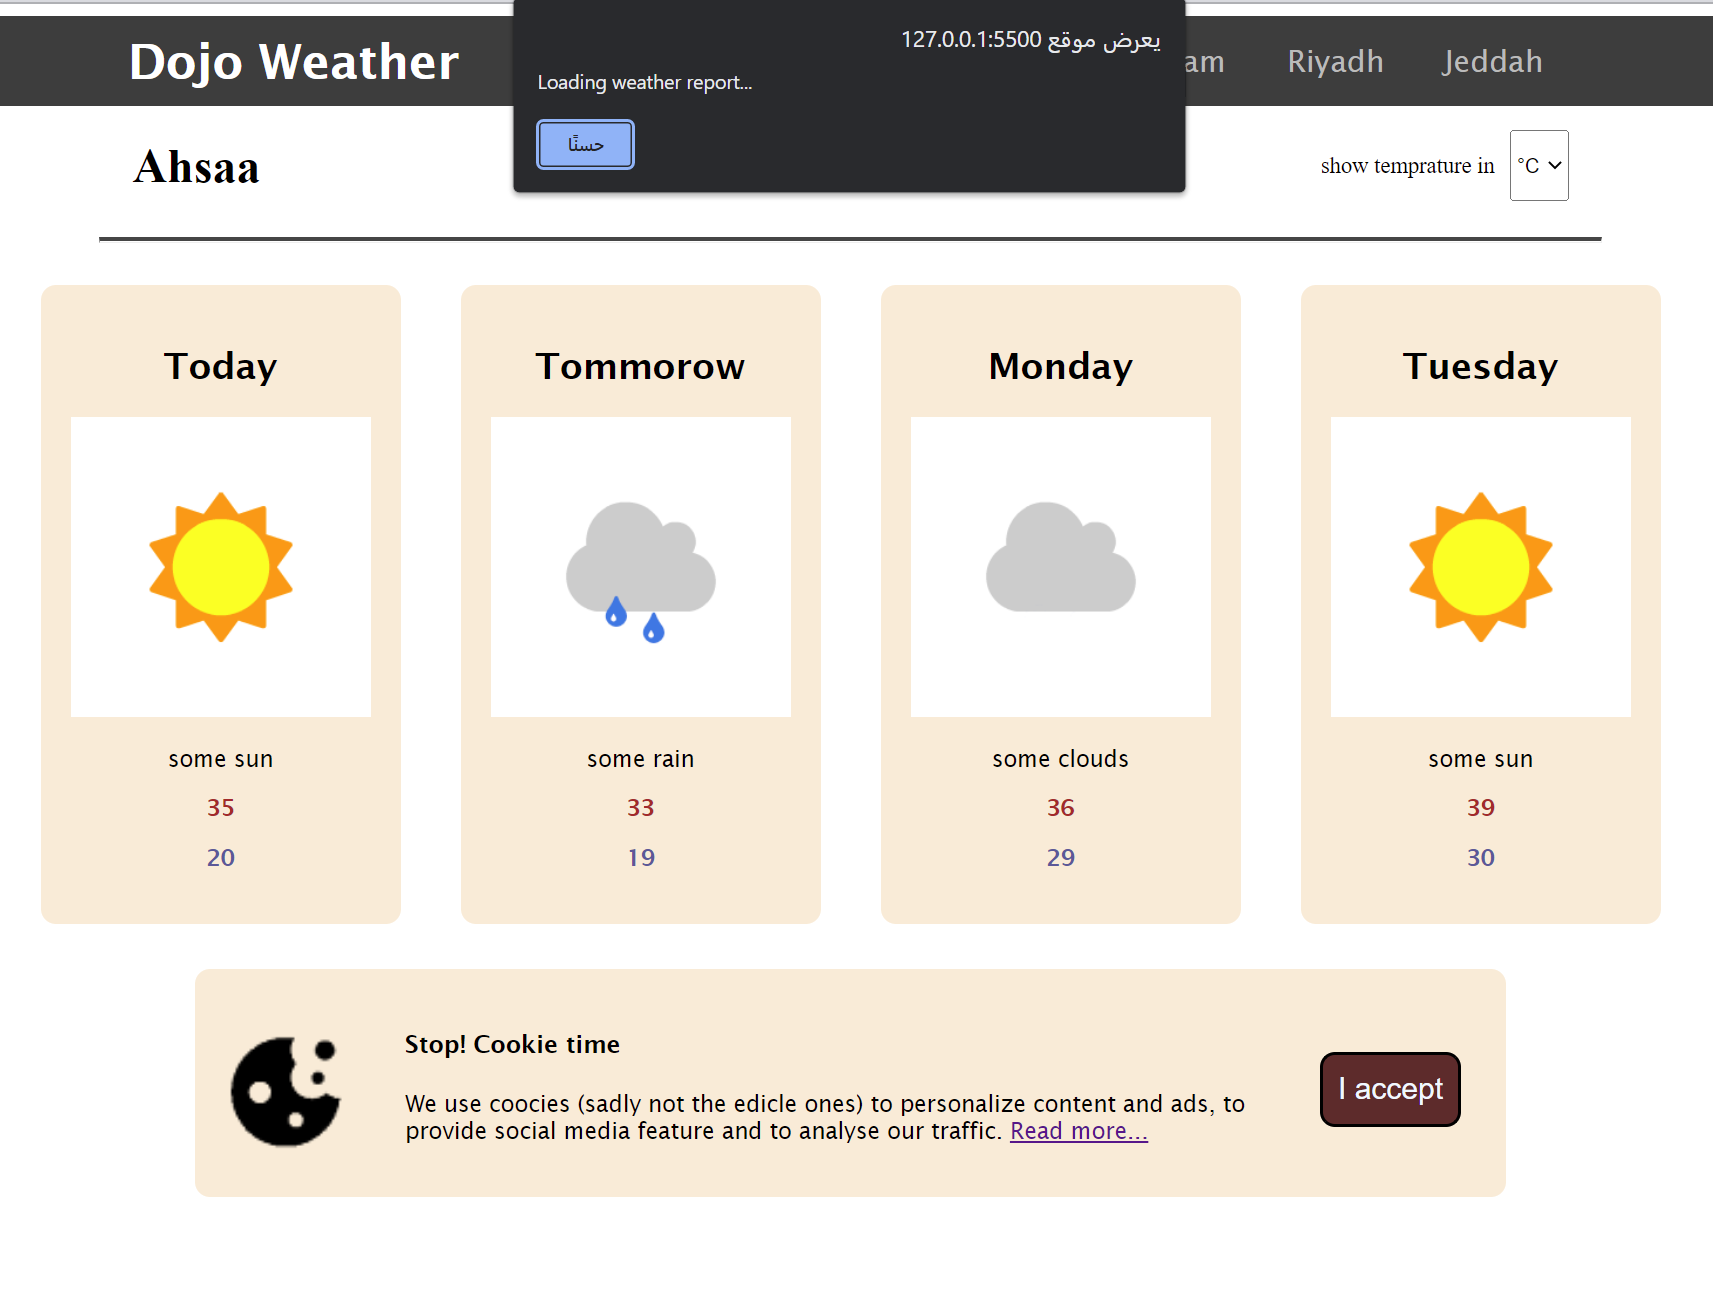 Dojo Weather
am
Riyadh
Jeddah
يعرض موقع 127.0.0.1:5500
Loading weather report...
حسنًا
Ahsaa
show temprature in
°C
Today
some sun
35
20
Tommorow
some rain
33
19
Monday
some clouds
36
29
Tuesday
some sun
39
30
Stop! Cookie time
We use coocies (sadly not the edicle ones) to personalize content and ads, to
provide social media feature and to analyse our traffic. Read more...
I accept